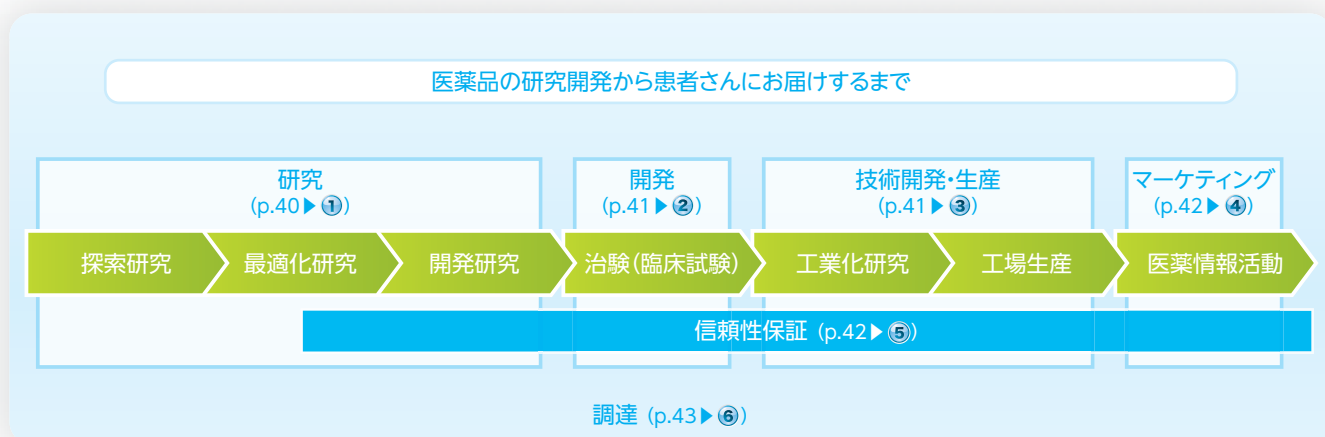 医薬品の研究開発から患者さんにお届けするまで
研究
(p.40▶①)
開発
(p.41▶②)
技術開発・生産
(p.41▶③)
マーケティング
(p.42▶④)
探索研究
最適化研究
開発研究
治験(臨床試験)
工業化研究
工場生産
医薬情報活動
信頼性保証 (p.42▶⑤)
調達 (p.43▶⑥)